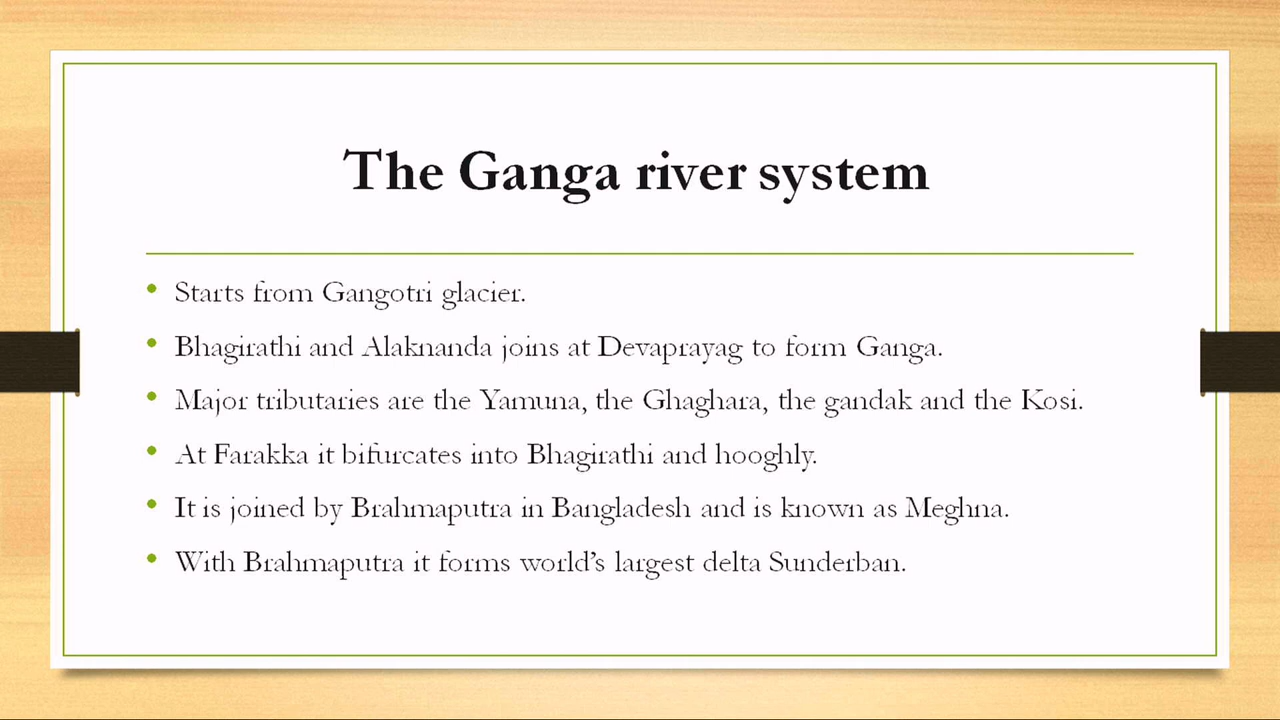 The Ganga river system
• Starts from Gangotri glacier.
• Bhagirathi and Alaknanda joins at Devaprayag to form Ganga.
• Major tributaries are the Yamuna, the Ghaghara, the gandak and the Kosi.
• At Farakka it bifurcates into Bhagirathi and hooghly.
• It is joined by Brahmaputra in Bangladesh and is known as Meghna.
• With Brahmaputra it forms world’s largest delta Sunderban.